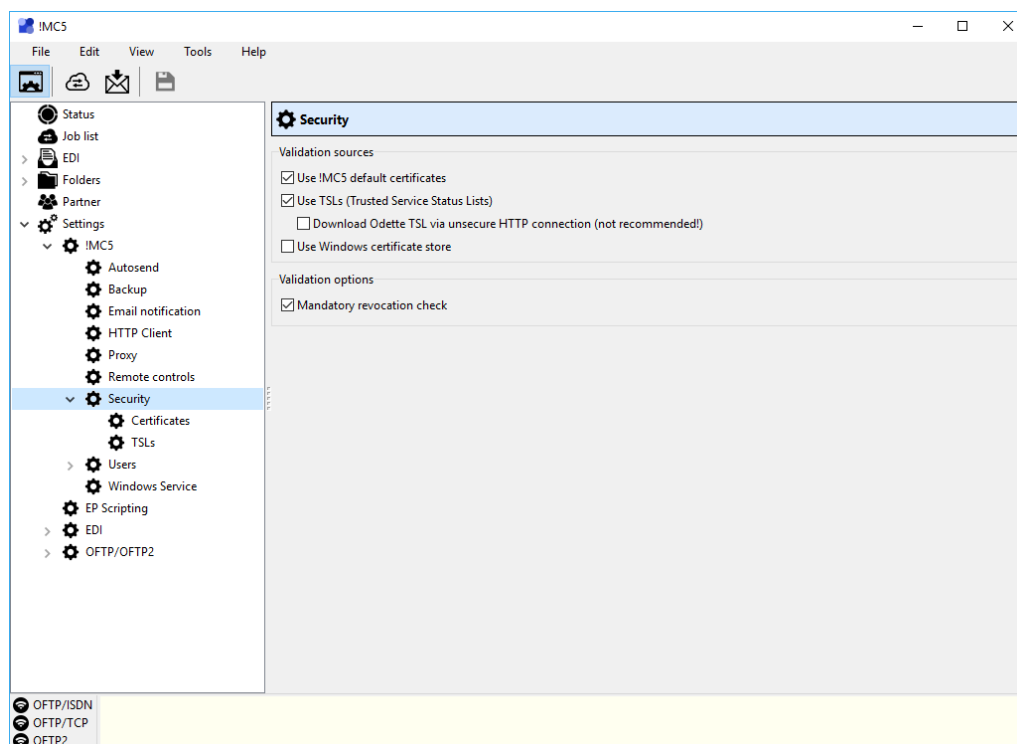 !MC5
File Edit View Tools Help
Status
Job list
EDI
Folders
Partner
Settings
!MC5
Autosend
Backup
Email notification
HTTP Client
Proxy
Remote controls
Security
Certificates
TSLs
Users
Windows Service
EP Scripting
EDI
OFTP/OFTP2
Security
Validation sources
Use !MC5 default certificates
Use TSLs (Trusted Service Status Lists)
Download Odette TSL via unsecure HTTP connection (not recommended!)
Use Windows certificate store
Validation options
Mandatory revocation check
OFTP/ISDN
OFTP/TCP
OFTP2